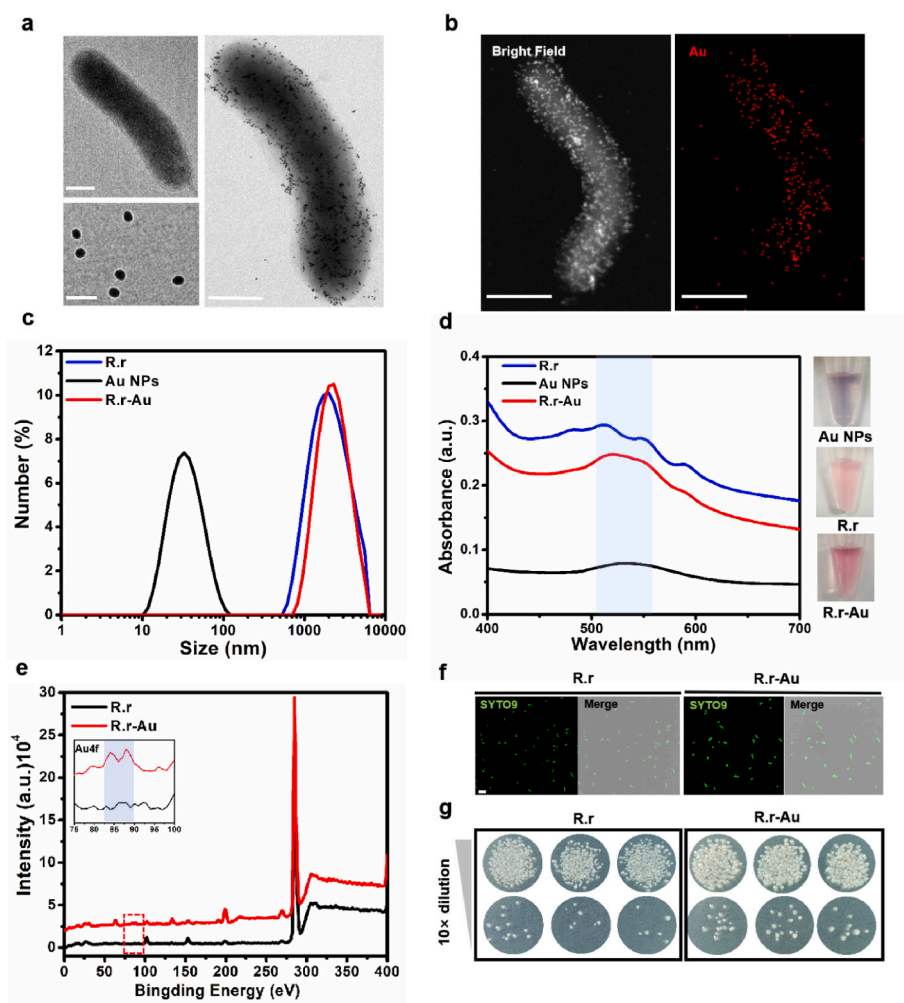 a
b
Bright Field
Au
c
12
10
8
6
4
2
0
Number (%)
R.r
Au NPs
R.r-Au
1
10
100
1000
10000
Size (nm)
d
0.4
0.3
0.2
0.1
0.0
Absorbance (a.u.)
R.r
Au NPs
R.r-Au
400
500
600
700
Wavelength (nm)
Au NPs
R.r
R.r-Au
e
30
25
20
15
10
5
0
Intensity (a.u.)10⁴
R.r
R.r-Au
Au4f
75 80 85 90 95 100
0 50 100 150 200 250 300 350 400
Bingding Energy (eV)
f
R.r
R.r-Au
SYTO9
Merge
SYTO9
Merge
g
R.r
R.r-Au
10× dilution